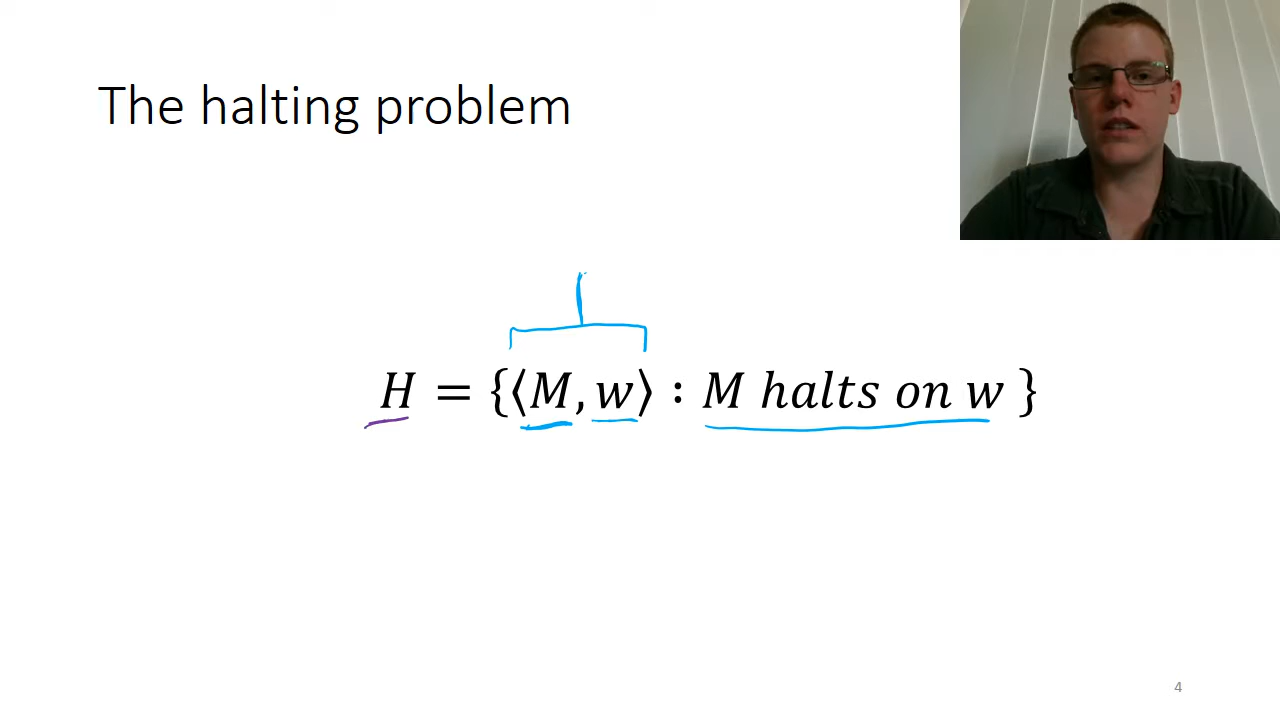 The halting problem
H = {⟨M, w⟩ : M halts on w }
4